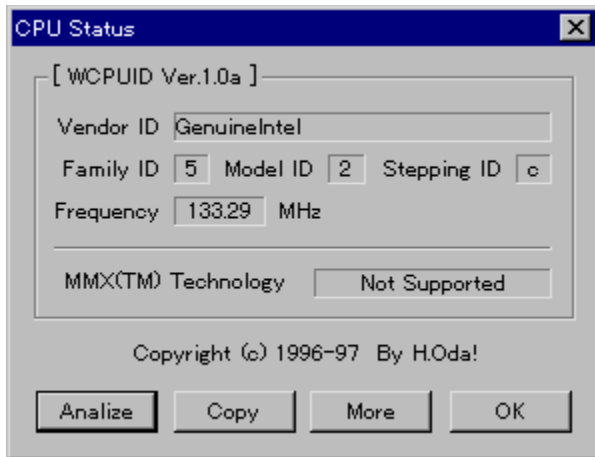 CPU Status
[ WCPUID Ver.1.0a ]
Vendor ID GenuineIntel
Family ID 5 Model ID 2 Stepping ID c
Frequency 133.29 MHz
MMX(TM) Technology Not Supported
Copyright (c) 1996-97 By H.Oda!
Analize Copy More OK